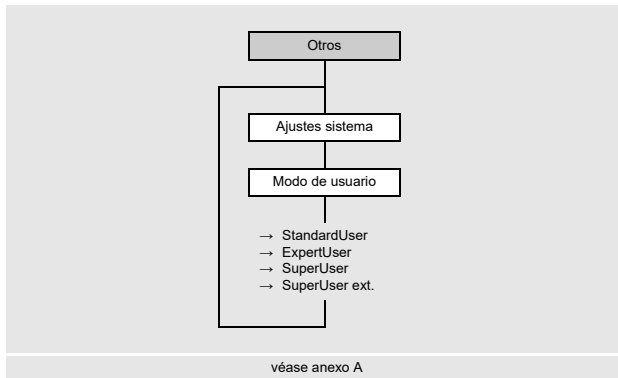 Otros
Ajustes sistema
Modo de usuario
→ StandardUser
→ ExpertUser
→ SuperUser
→ SuperUser ext.
véase anexo A